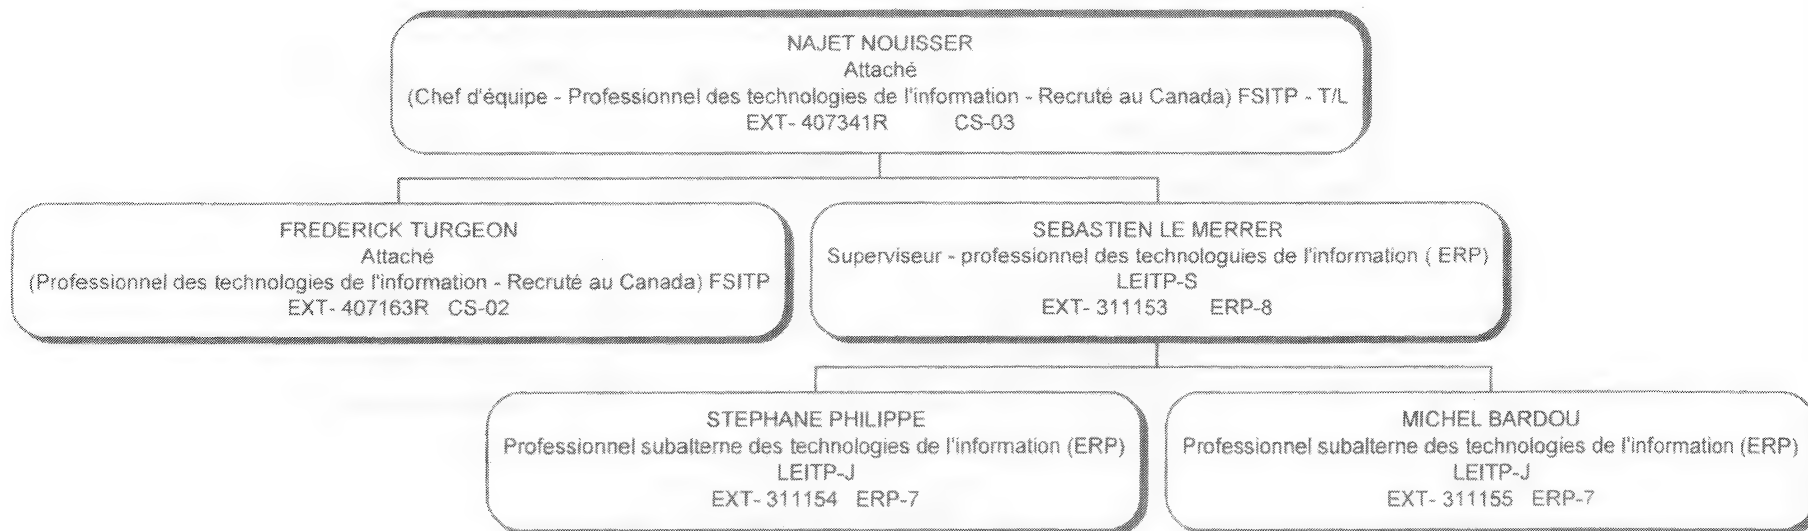 NAJET NOUISSER
Attaché
(Chef d'équipe - Professionnel des technologies de l'information - Recruté au Canada) FSITP - T/L
EXT- 407341R CS-03
FREDERICK TURGEON
Attaché
(Professionnel des technologies de l'information - Recruté au Canada) FSITP
EXT- 407163R CS-02
SEBASTIEN LE MERRER
Superviseur - professionnel des technologuies de l'information ( ERP)
LEITP-S
EXT- 311153 ERP-8
STEPHANE PHILIPPE
Professionnel subalterne des technologies de l'information (ERP)
LEITP-J
EXT- 311154 ERP-7
MICHEL BARDOU
Professionnel subalterne des technologies de l'information (ERP)
LEITP-J
EXT- 311155 ERP-7